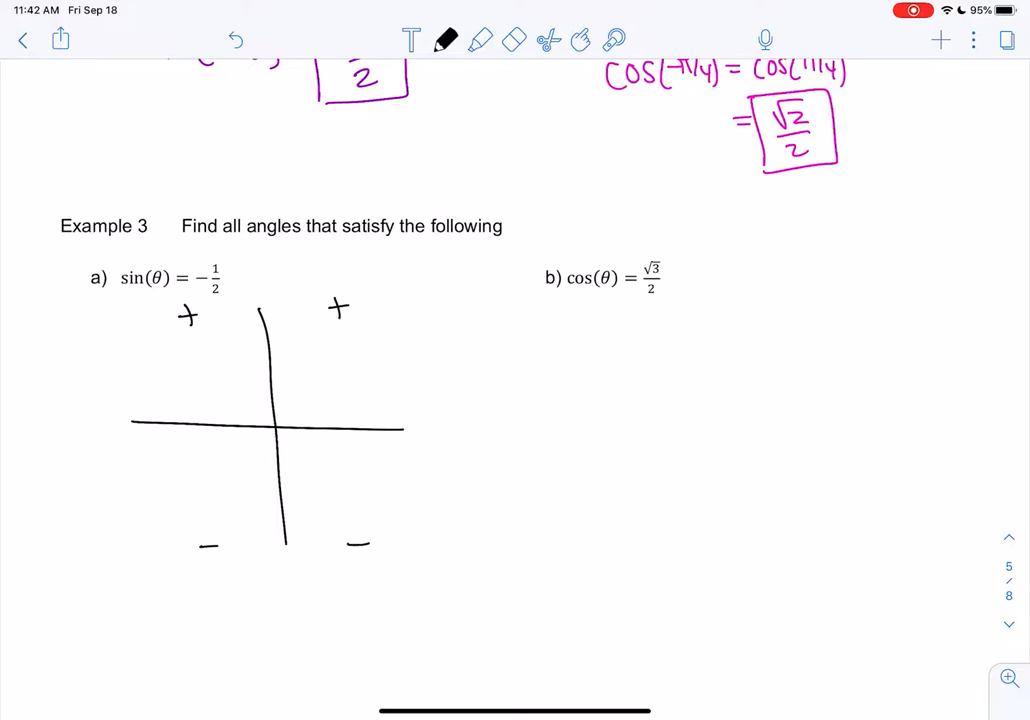 11:42 AM Fri Sep 18
95%
T
2
cos(-π/4) = cos(π/4)
= √2/2
Example 3 Find all angles that satisfy the following
a) sin(θ) = −1/2
b) cos(θ) = √3/2
+ +
− −
5
/
8